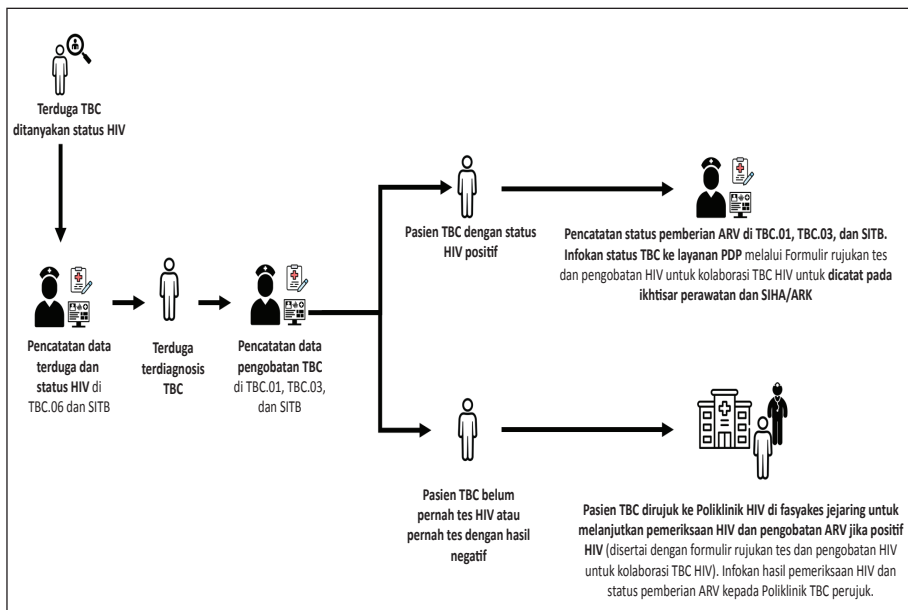 Terduga TBC
ditanyakan status HIV
Pencatatan data
terduga dan
status HIV di
TBC.06 dan SITB
Terduga
terdiagnosis
TBC
Pencatatan data
pengobatan TBC
di TBC.01, TBC.03,
dan SITB
Pasien TBC dengan status
HIV positif
Pencatatan status pemberian ARV di TBC.01, TBC.03, dan SITB.
Infokan status TBC ke layanan PDP melalui Formulir rujukan tes
dan pengobatan HIV untuk kolaborasi TBC HIV untuk dicatat pada
ikhtisar perawatan dan SIHA/ARK
Pasien TBC belum
pernah tes HIV atau
pernah tes dengan hasil
negatif
Pasien TBC dirujuk ke Poliklinik HIV di fasyakes jejaring untuk
melanjutkan pemeriksaan HIV dan pengobatan ARV jika positif
HIV (disertai dengan formulir rujukan tes dan pengobatan HIV
untuk kolaborasi TBC HIV). Infokan hasil pemeriksaan HIV dan
status pemberian ARV kepada Poliklinik TBC perujuk.